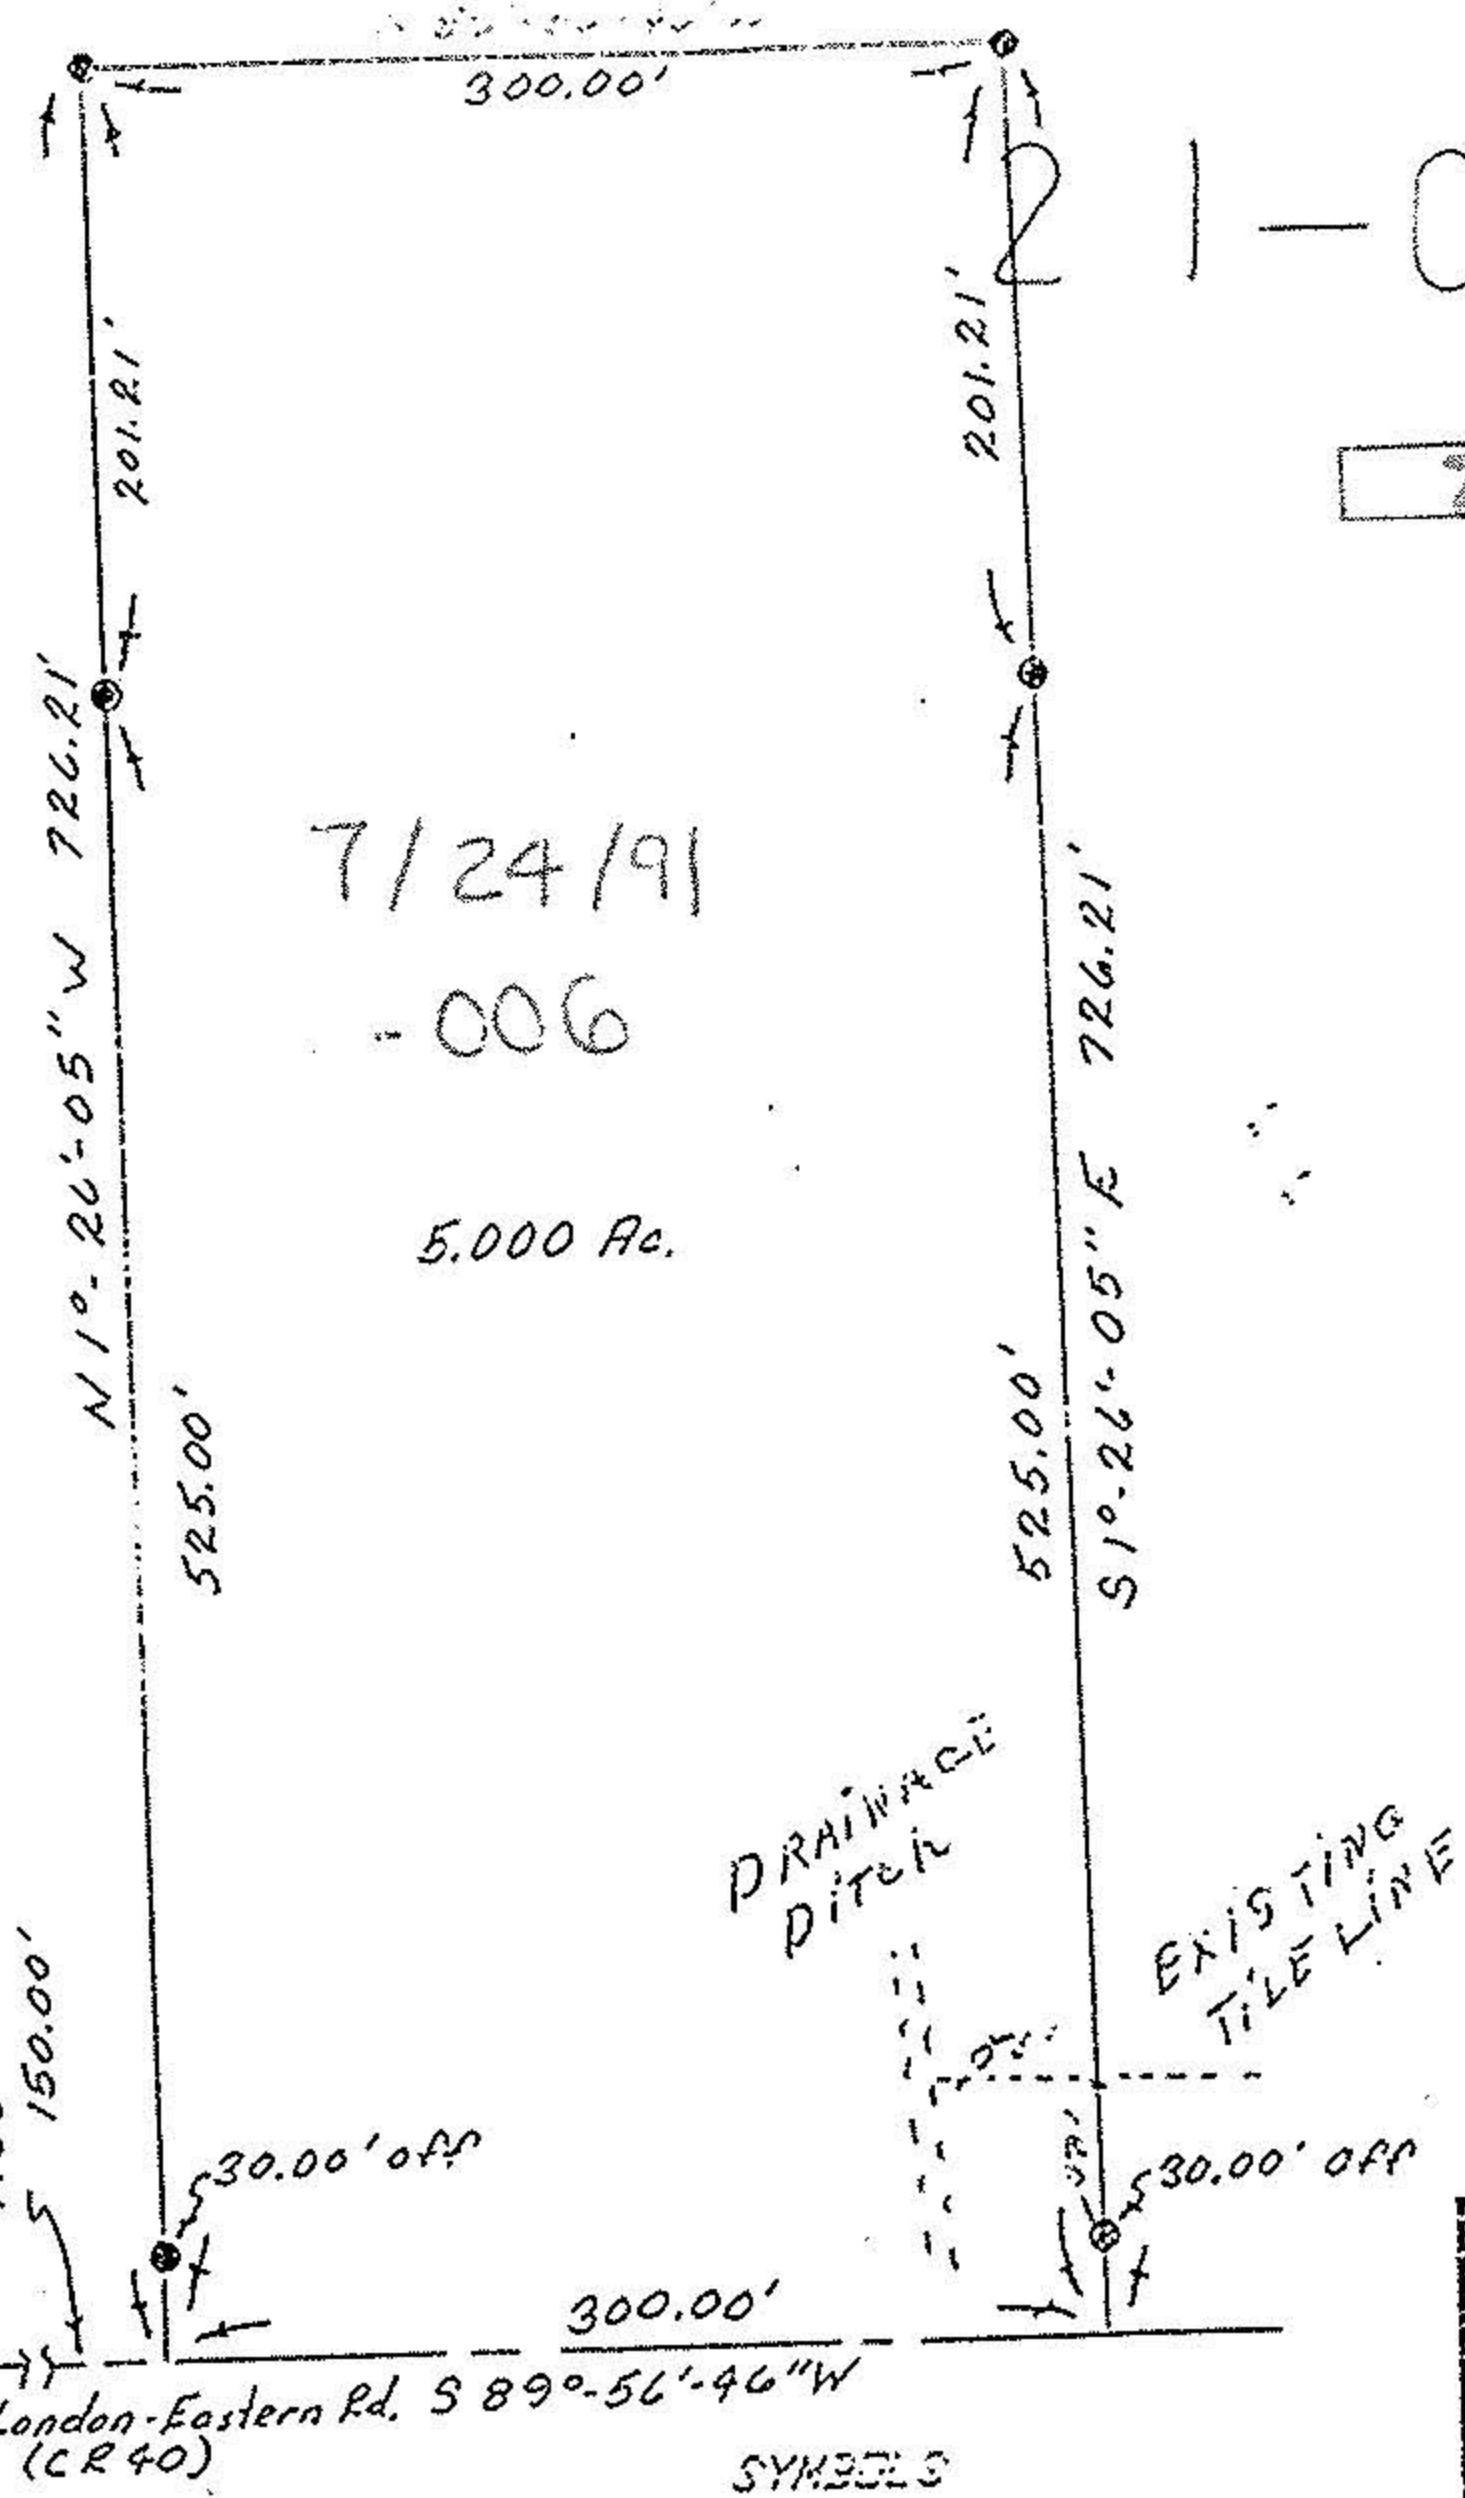 300.00'
21-0
201.21'
201.21'
N 1°-26'-05" W 726.21'
7/24/91
-006
S 1°-26'-05" E 726.21'
5.000 Ac.
525.00'
525.00'
DRAINAGE
DITCH
EXISTING
TILE LINE
150.00'
30.00' off
30.00' off
300.00'
London-Eastern Rd. S 89°-56'-46" W
(CR 40)
SYMBOLS